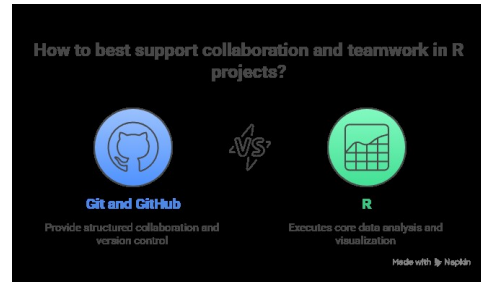 How to best support collaboration and teamwork in R
projects?
VS
Git and GitHub
Provide structured collaboration and
version control
R
Executes core data analysis and
visualization
Made with Napkin